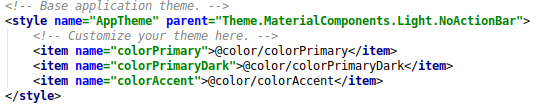 <!-- Base application theme. -->
<style name="AppTheme" parent="Theme.MaterialComponents.Light.NoActionBar">
    <!-- Customize your theme here. -->
    <item name="colorPrimary">@color/colorPrimary</item>
    <item name="colorPrimaryDark">@color/colorPrimaryDark</item>
    <item name="colorAccent">@color/colorAccent</item>
</style>